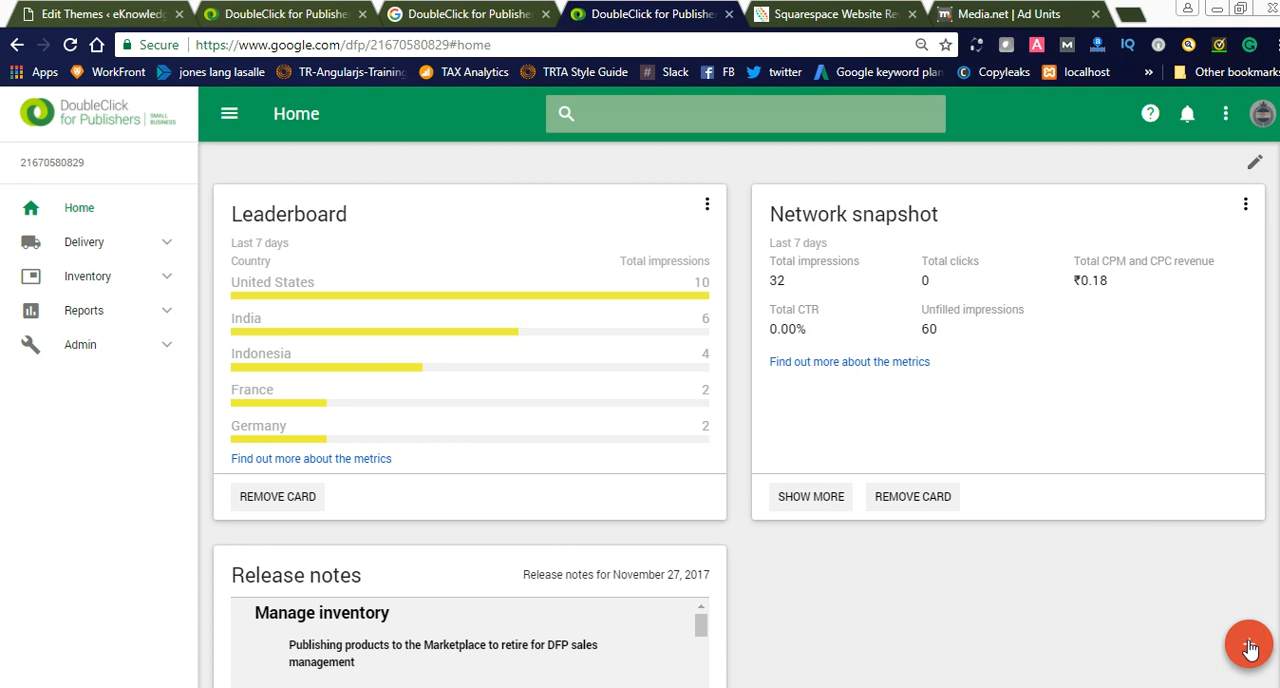 Edit Themes ‹ eKnowled
DoubleClick for Publishe
DoubleClick for Publishe
DoubleClick for Publishe
Squarespace Website Re
Media.net | Ad Units
Secure
https://www.google.com/dfp/21670580829#home
Apps
WorkFront
jones lang lasalle
TR-Angularjs-Training
TAX Analytics
TRTA Style Guide
Slack
FB
twitter
Google keyword plan
Copyleaks
localhost
»
Other bookmarks
DoubleClick
for Publishers
SMALL
BUSINESS
Home
21670580829
Home
Delivery
Inventory
Reports
Admin
Leaderboard
Last 7 days
Country Total impressions
United States 10
India 6
Indonesia 4
France 2
Germany 2
Find out more about the metrics
REMOVE CARD
Network snapshot
Last 7 days
Total impressions Total clicks Total CPM and CPC revenue
32 0 ₹0.18
Total CTR Unfilled impressions
0.00% 60
Find out more about the metrics
SHOW MORE REMOVE CARD
Release notes Release notes for November 27, 2017
Manage inventory
Publishing products to the Marketplace to retire for DFP sales
management